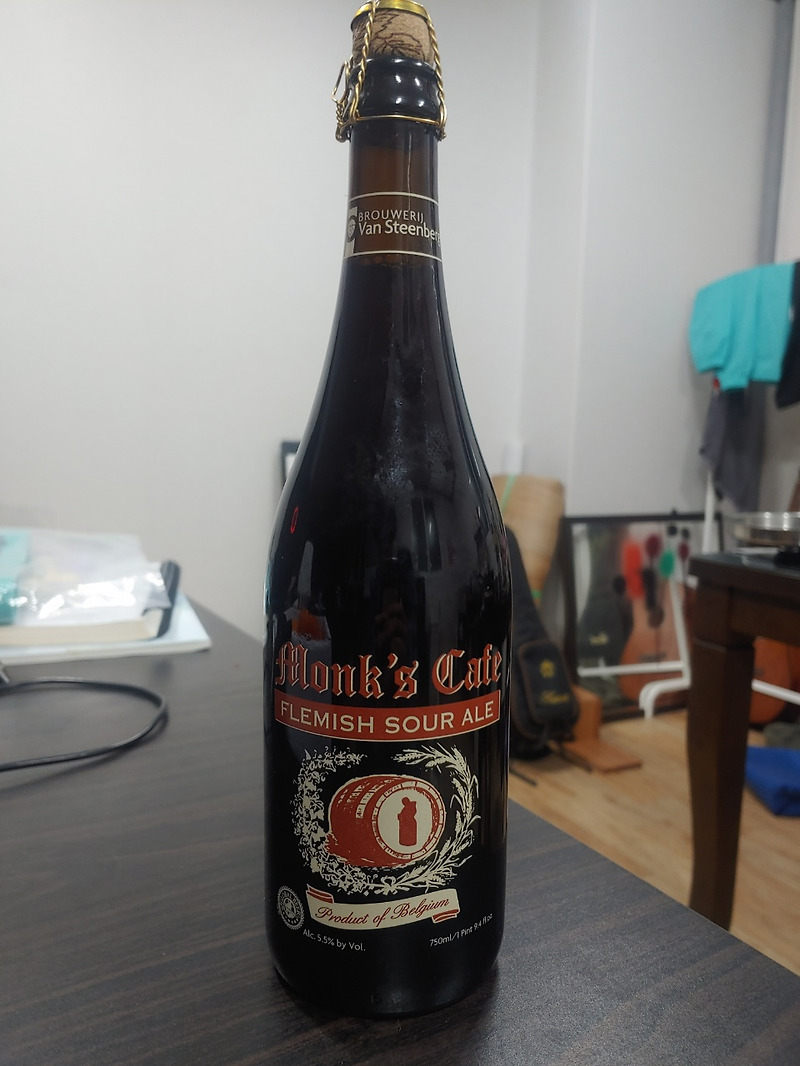 BROUWERIJ
Van Steenberg
Monk's Cafe
FLEMISH SOUR ALE
Product of Belgium
Alc. 5.5% by Vol.
750ml/1 Pint 9.4 fl oz